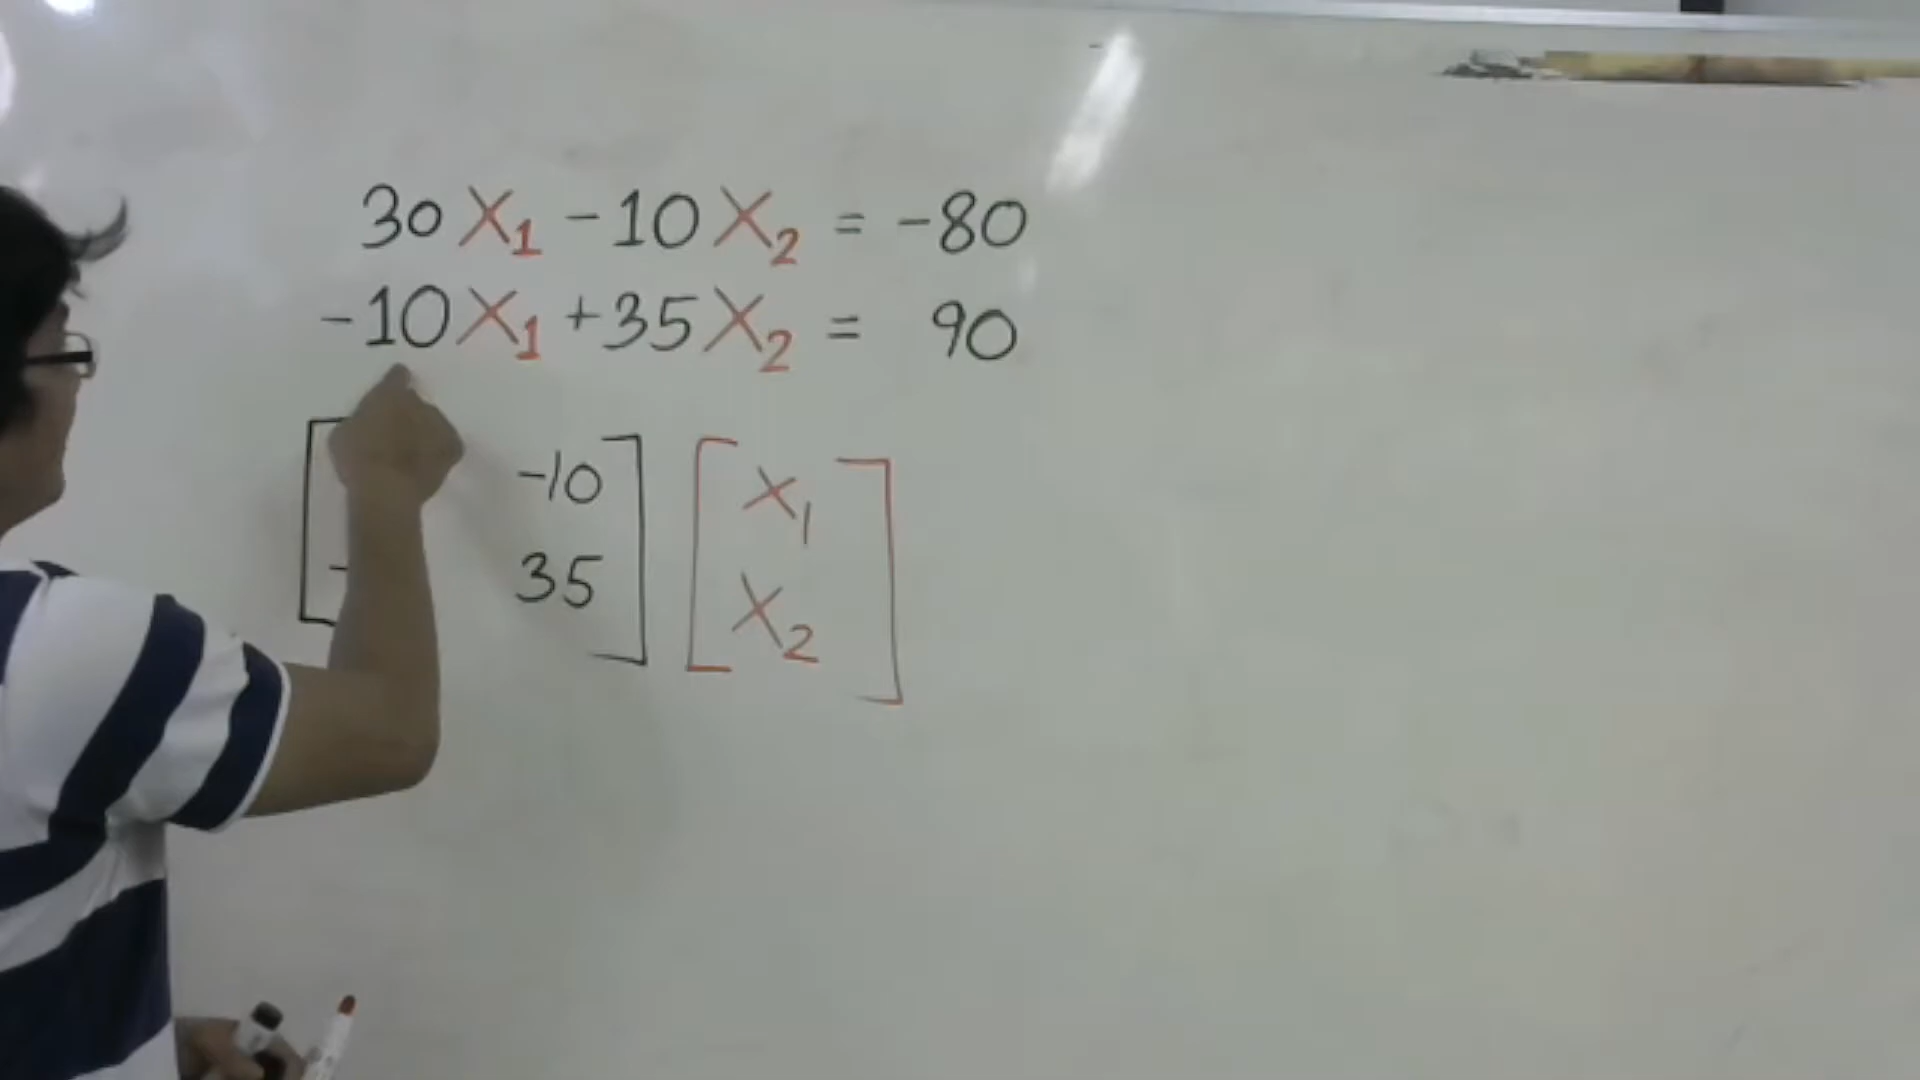 30X₁ -10X₂ = -80
-10X₁ +35X₂ = 90
-10 X₁
- 35 X₂